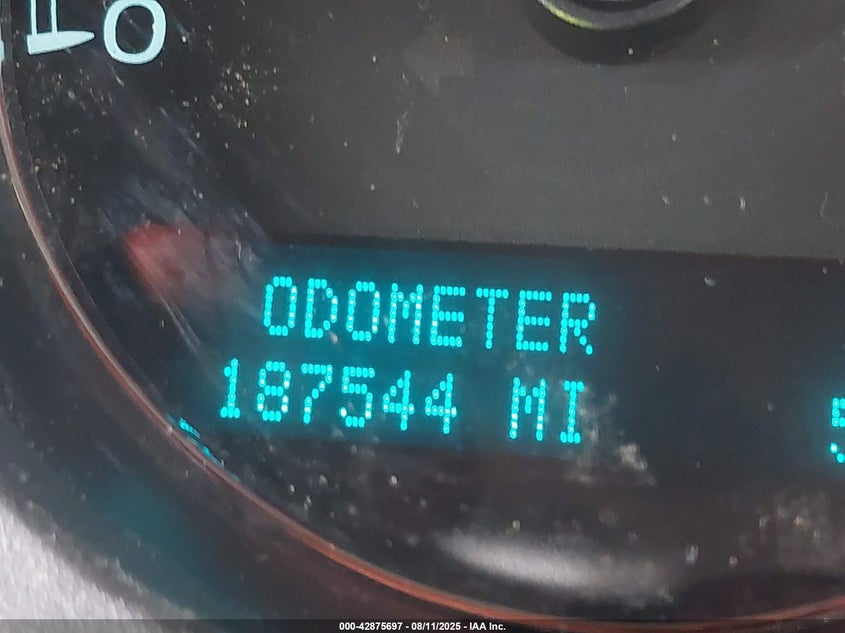 ODOMETER
187544 MI
000-42875697 - 08/11/2025 - IAA Inc.